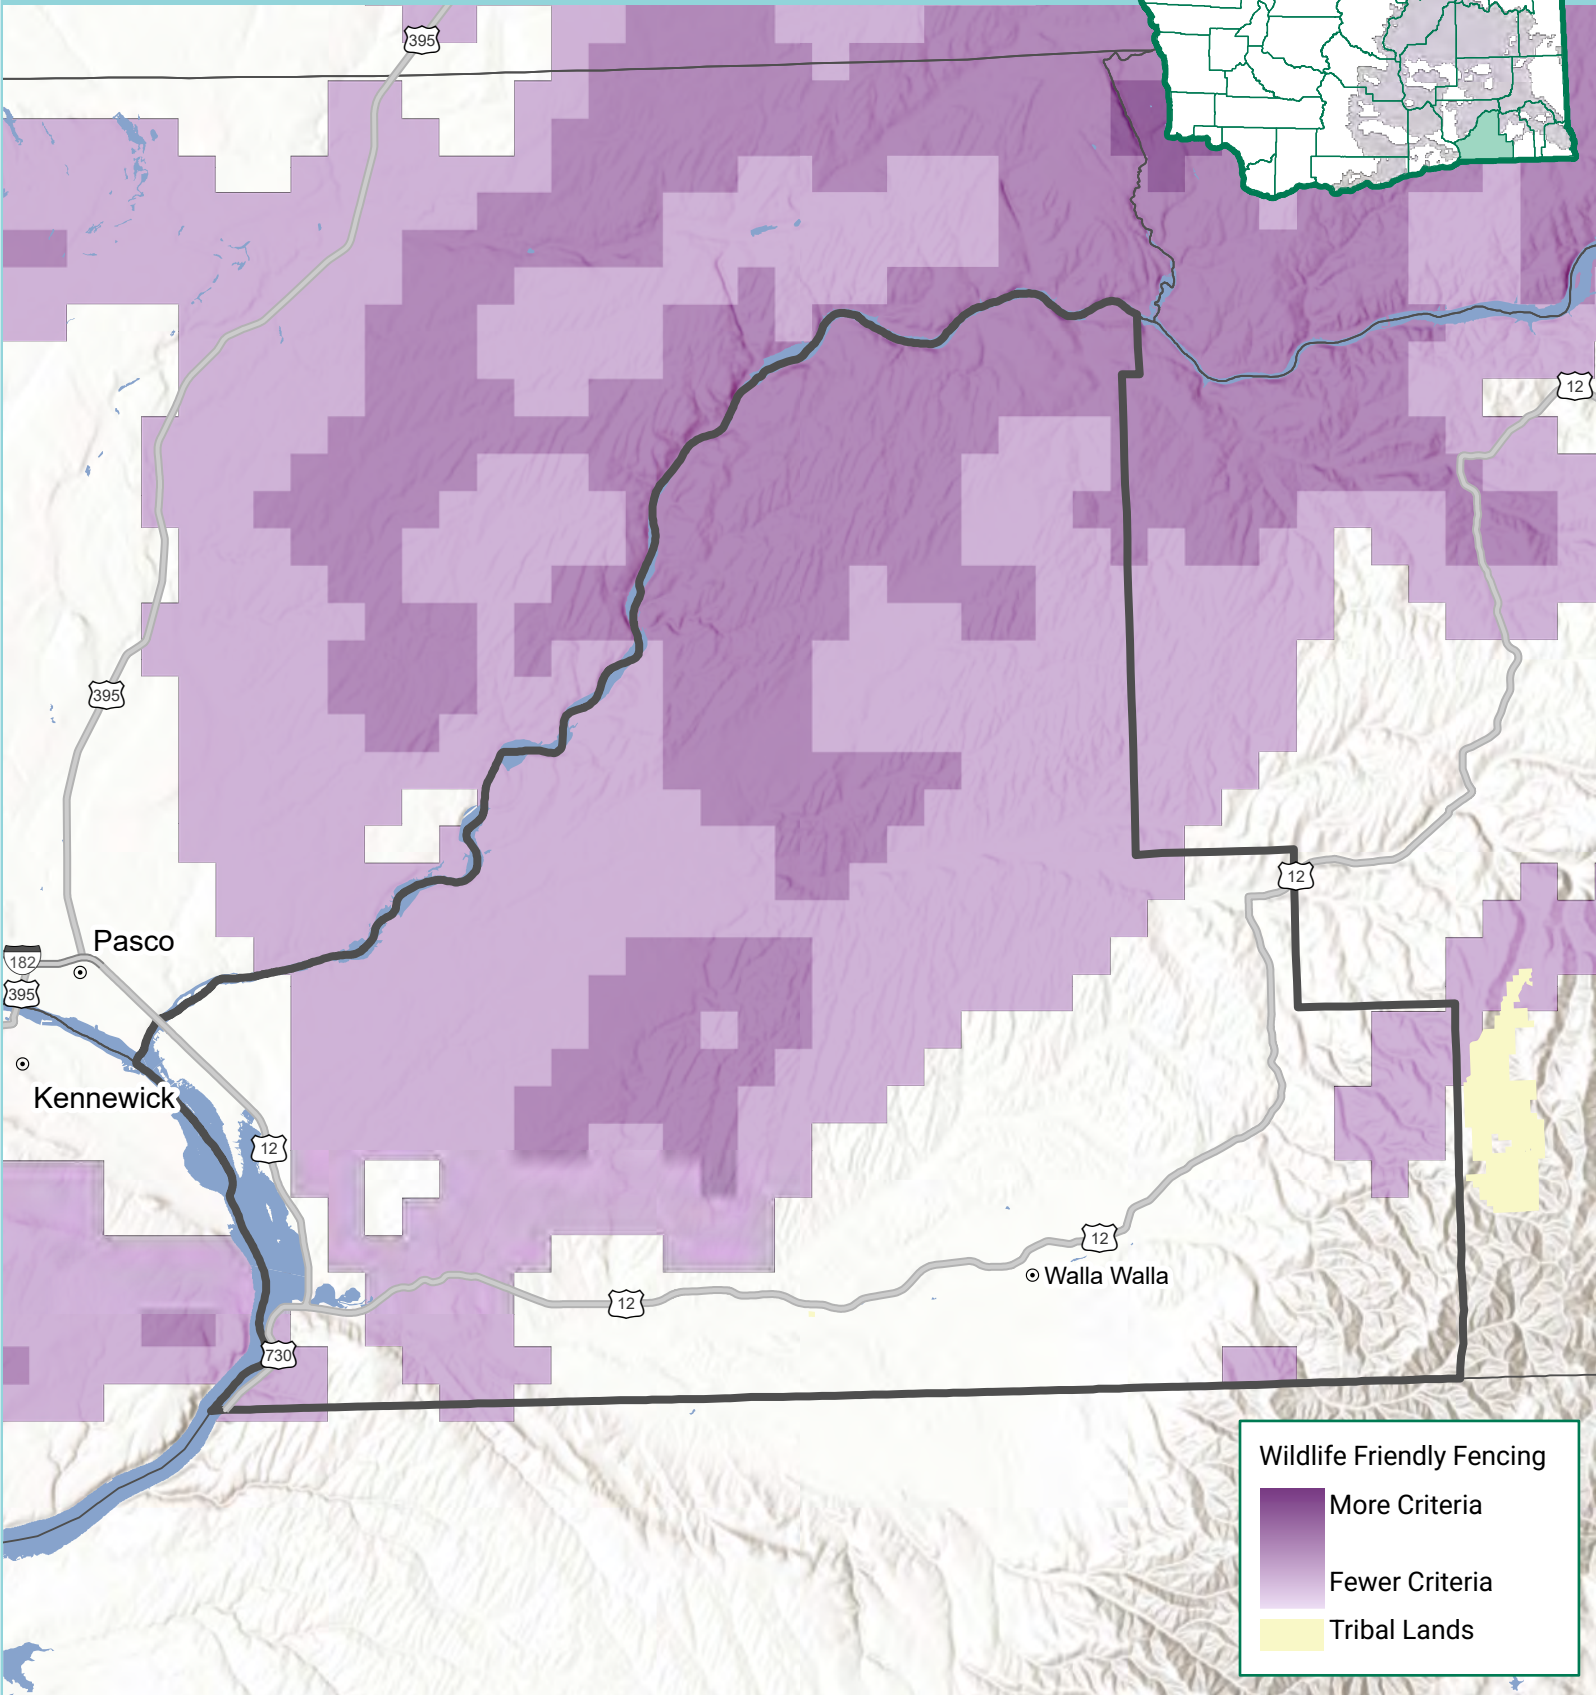 395
12
395
Pasco
182
395
12
Kennewick
12
12
Walla Walla
12
730
Wildlife Friendly Fencing
More Criteria
Fewer Criteria
Tribal Lands